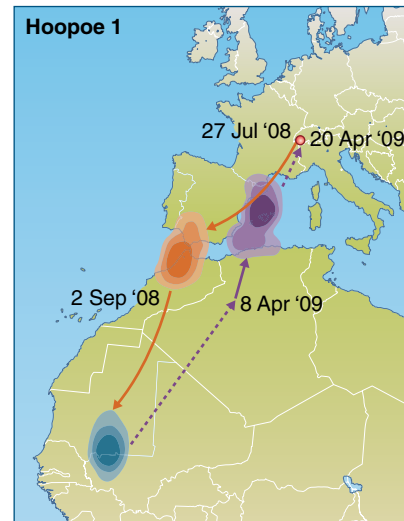 Hoopoe 1
27 Jul ‘08
20 Apr ‘09
2 Sep ‘08
8 Apr ‘09